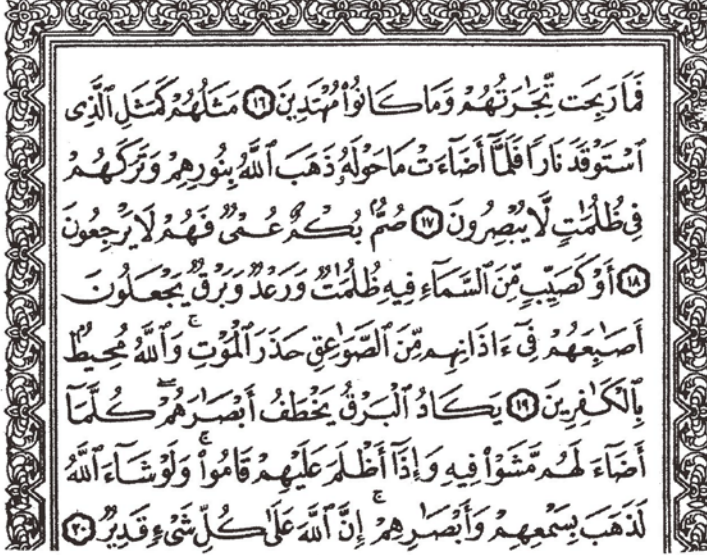 فَمَا رَبِحَت تِّجَٰرَتُهُمْ وَمَا كَانُوا۟ مُهْتَدِينَ ١٦ مَثَلُهُمْ كَمَثَلِ ٱلَّذِى
ٱسْتَوْقَدَ نَارًا فَلَمَّآ أَضَآءَتْ مَا حَوْلَهُۥ ذَهَبَ ٱللَّهُ بِنُورِهِمْ وَتَرَكَهُمْ
فِى ظُلُمَٰتٍ لَّا يُبْصِرُونَ ١٧ صُمٌّۢ بُكْمٌ عُمْىٌ فَهُمْ لَا يَرْجِعُونَ
١٨ أَوْ كَصَيِّبٍ مِّنَ ٱلسَّمَآءِ فِيهِ ظُلُمَٰتٌ وَرَعْدٌ وَبَرْقٌ يَجْعَلُونَ
أَصَٰبِعَهُمْ فِىٓ ءَاذَانِهِم مِّنَ ٱلصَّوَٰعِقِ حَذَرَ ٱلْمَوْتِ ۚ وَٱللَّهُ مُحِيطٌۢ
بِٱلْكَٰفِرِينَ ١٩ يَكَادُ ٱلْبَرْقُ يَخْطَفُ أَبْصَٰرَهُمْ ۖ كُلَّمَآ
أَضَآءَ لَهُم مَّشَوْا۟ فِيهِ وَإِذَآ أَظْلَمَ عَلَيْهِمْ قَامُوا۟ ۚ وَلَوْ شَآءَ ٱللَّهُ
لَذَهَبَ بِسَمْعِهِمْ وَأَبْصَٰرِهِمْ ۚ إِنَّ ٱللَّهَ عَلَىٰ كُلِّ شَىْءٍ قَدِيرٌ ٢٠